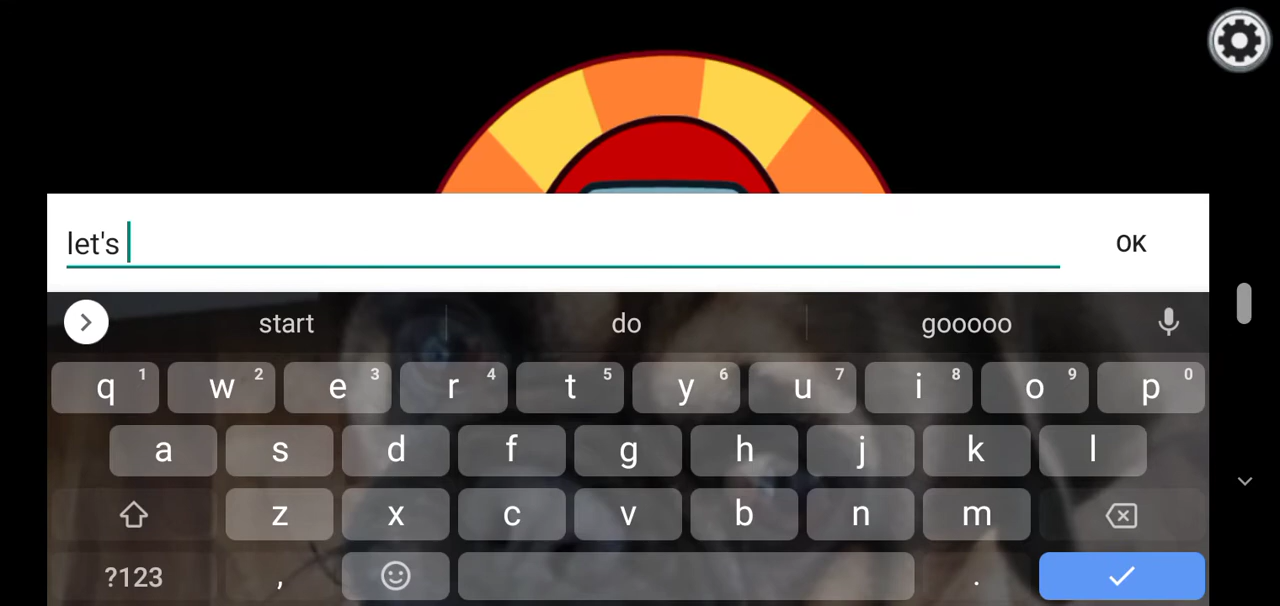 let's
OK
start do gooooo
q 1 w 2 e 3 r 4 t 5 y 6 u 7 i 8 o 9 p 0
a s d f g h j k l
z x c v b n m
?123 , .